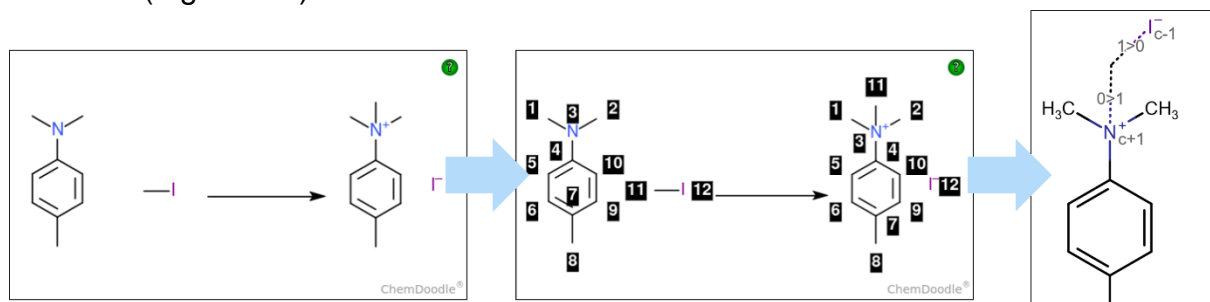 ?
N
N⁺
I
I⁻
ChemDoodle®
?
1 3 2
N
4
5 10
7
6 9
8
11 I 12
11
1 2
N⁺
3 4
5 10
I⁻ 12
6 9
7
8
ChemDoodle®
I⁻ c-1
1>0
0>1
H₃C CH₃
N⁺ c+1